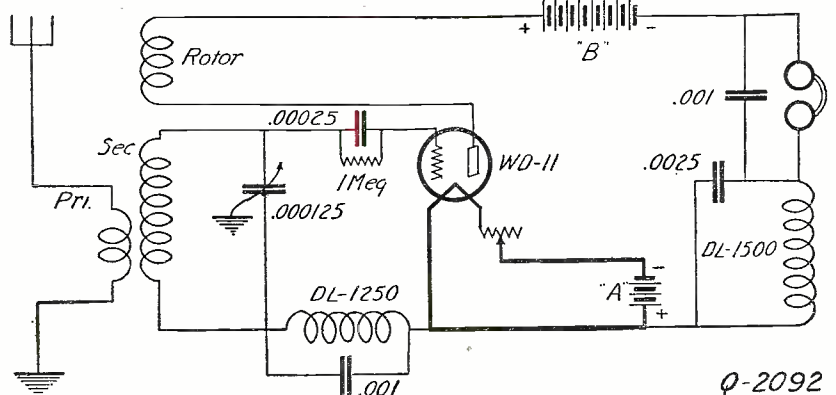 + -
"B"
Rotor
.001
.00025
Sec
WD-11
.0025
1 Meg
Pri.
.000125
DL-1500
DL-1250
"A"
-
+
.001
Q-2092